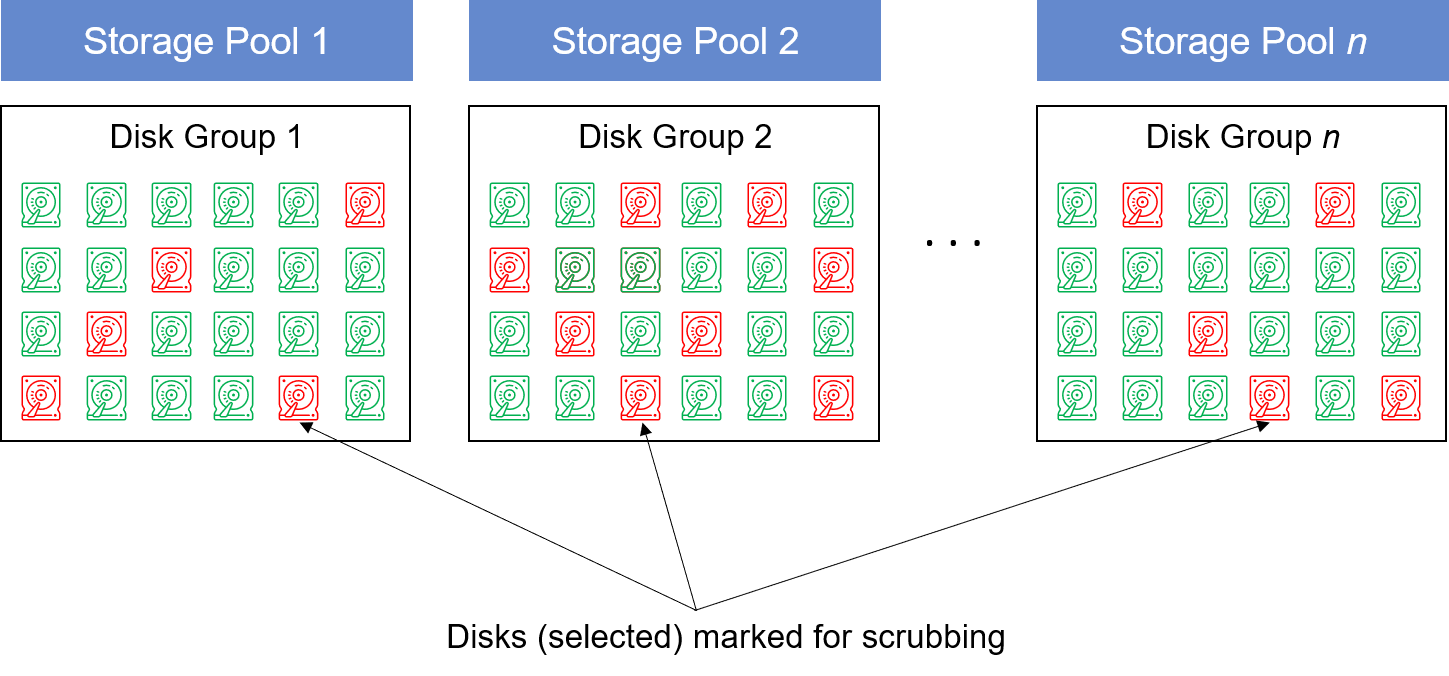 Storage Pool 1
Storage Pool 2
Storage Pool n
Disk Group 1
Disk Group 2
. . .
Disk Group n
Disks (selected) marked for scrubbing